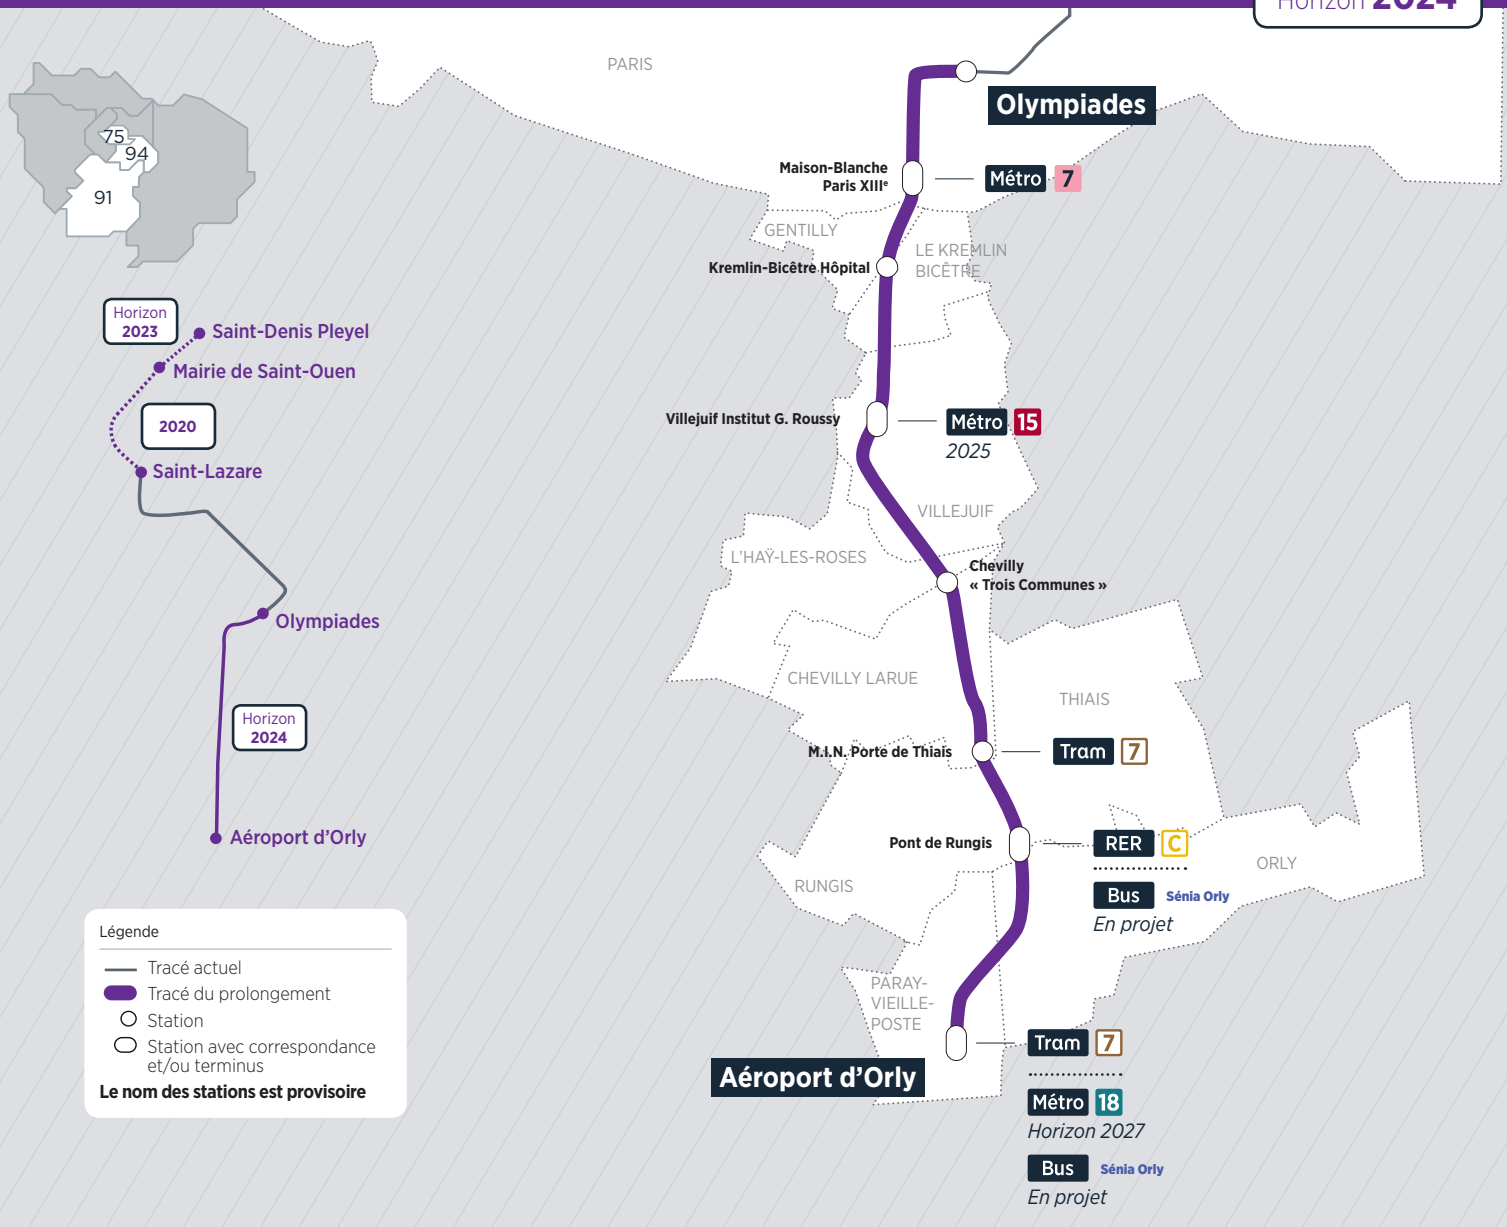 Horizon 2024
PARIS
Olympiades
75
94
91
Maison-Blanche
Paris XIIIᵉ
Métro 7
GENTILLY
LE KREMLIN
BICÊTRE
Kremlin-Bicêtre Hôpital
Horizon
2023
Saint-Denis Pleyel
Mairie de Saint-Ouen
2020
Saint-Lazare
Olympiades
Horizon
2024
Aéroport d'Orly
Villejuif Institut G. Roussy
Métro 15
2025
VILLEJUIF
L'HAŸ-LES-ROSES
Chevilly
« Trois Communes »
CHEVILLY LARUE
THIAIS
M.I.N. Porte de Thiais
Tram 7
Pont de Rungis
RER C
Bus Sénia Orly
En projet
ORLY
RUNGIS
PARAY-
VIEILLE-
POSTE
Aéroport d'Orly
Tram 7
Métro 18
Horizon 2027
Bus Sénia Orly
En projet
Légende
Tracé actuel
Tracé du prolongement
Station
Station avec correspondance
et/ou terminus
Le nom des stations est provisoire